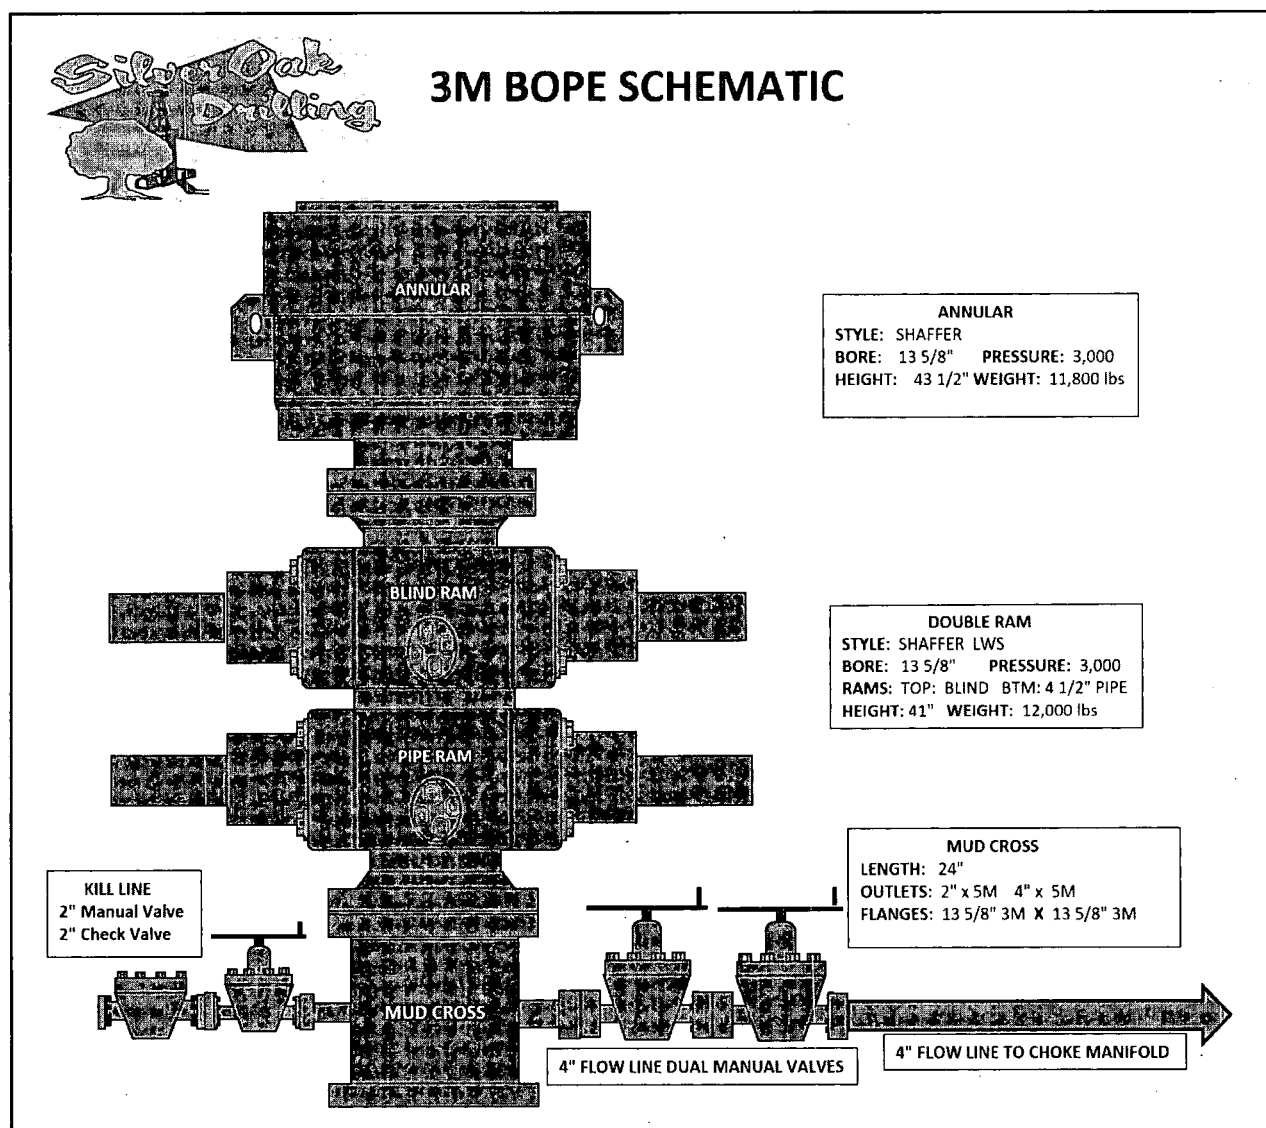 Silver Oak
Drilling
3M BOPE SCHEMATIC
ANNULAR
ANNULAR
STYLE: SHAFFER
BORE: 13 5/8" PRESSURE: 3,000
HEIGHT: 43 1/2" WEIGHT: 11,800 lbs
BLIND RAM
DOUBLE RAM
STYLE: SHAFFER LWS
BORE: 13 5/8" PRESSURE: 3,000
RAMS: TOP: BLIND BTM: 4 1/2" PIPE
HEIGHT: 41" WEIGHT: 12,000 lbs
PIPE RAM
MUD CROSS
LENGTH: 24"
OUTLETS: 2" x 5M 4" x 5M
FLANGES: 13 5/8" 3M X 13 5/8" 3M
KILL LINE
2" Manual Valve
2" Check Valve
MUD CROSS
4" FLOW LINE DUAL MANUAL VALVES
4" FLOW LINE TO CHOKE MANIFOLD